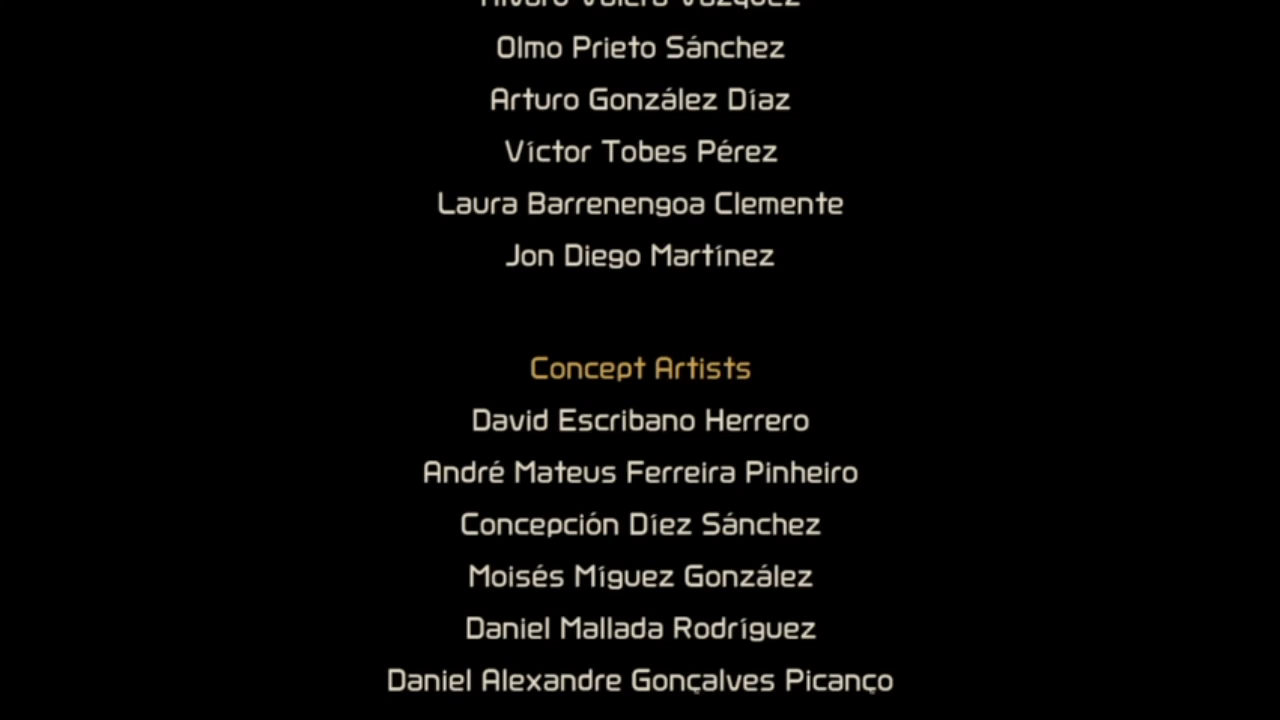 Olmo Prieto Sánchez
Arturo González Díaz
Víctor Tobes Pérez
Laura Barrenengoa Clemente
Jon Diego Martínez
Concept Artists
David Escribano Herrero
André Mateus Ferreira Pinheiro
Concepción Díez Sánchez
Moisés Míguez González
Daniel Mallada Rodríguez
Daniel Alexandre Gonçalves Picanço